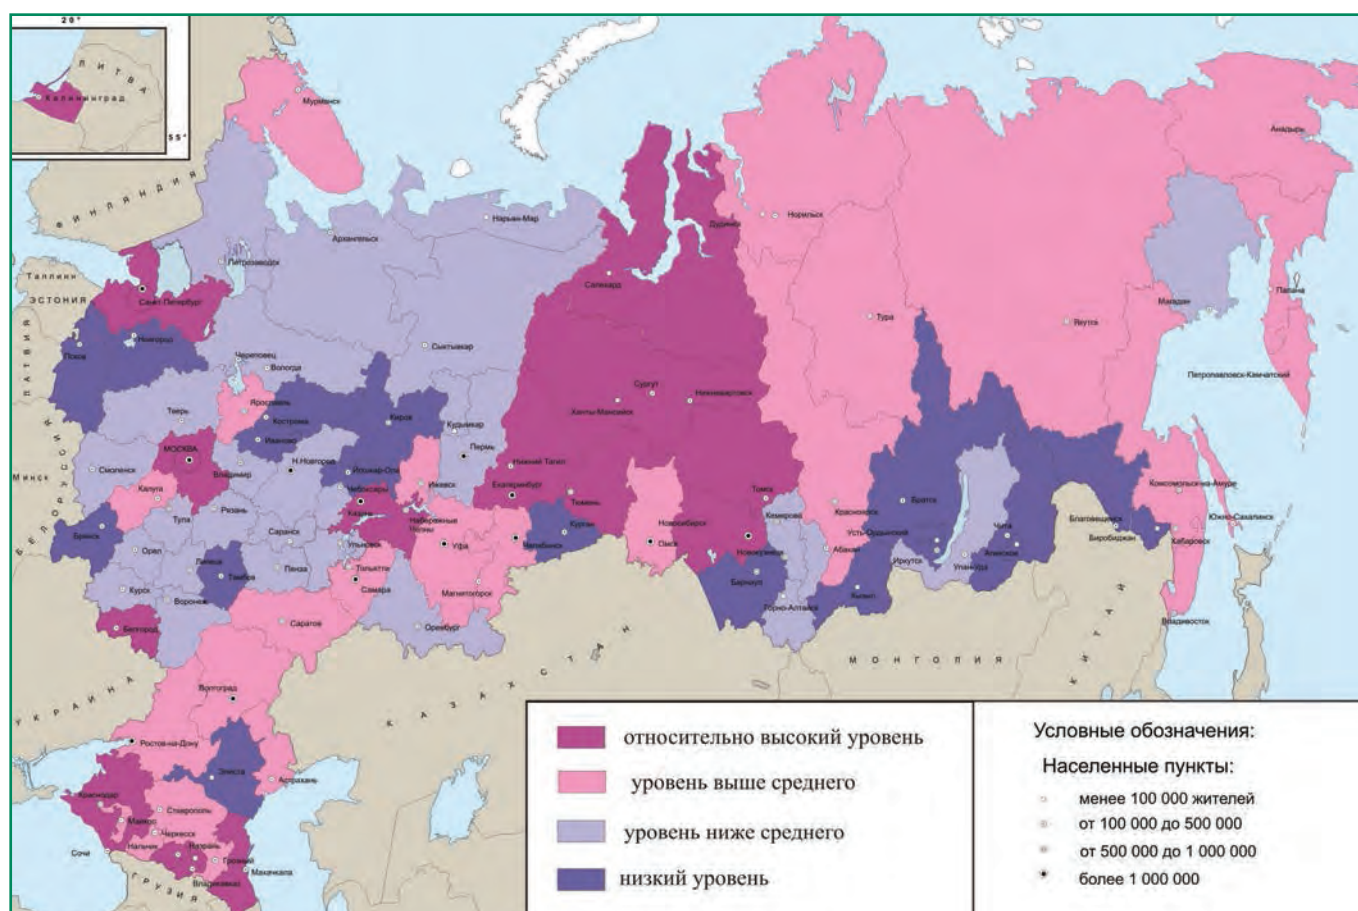 20°
ЛИТВА
Калининград
55°
Мурманск
Анадырь
ФИНЛЯНДИЯ
Нарьян-Мар
Норильск
Дудинка
Архангельск
Петрозаводск
Таллинн
ЭСТОНИЯ
Салехард
Палана
Санкт-Петербург
Магадан
Тура
Якутск
ЛАТВИЯ
Новгород
Псков
Сыктывкар
Череповец
Вологда
Петропавловск-Камчатский
Сургут
Нижневартовск
Ханты-Мансийск
Ярославль
Тверь
Кострома
Киров
Кудымкар
Иваново
Пермь
МОСКВА
Смоленск
Владимир
Н.Новгород
Йошкар-Ола
Нижний Тагил
Минск
БЕЛОРУССИЯ
Калуга
Чебоксары
Ижевск
Екатеринбург
Тюмень
Томск
Братск
Комсомольск-на-Амуре
Казань
Набережные Челны
Красноярск
Кемерово
Тула
Рязань
Новосибирск
Усть-Ордынский
Чита
Благовещенск
Южно-Сахалинск
Брянск
Саранск
Ульяновск
Уфа
Челябинск
Курган
Омск
Новокузнецк
Абакан
Иркутск
Улан-Удэ
Агинское
Биробиджан
Хабаровск
Орел
Липецк
Тамбов
Пенза
Тольятти
Самара
Магнитогорск
Барнаул
Курск
Воронеж
Горно-Алтайск
Кызыл
Белгород
Саратов
Оренбург
Владивосток
УКРАИНА
КАЗАХСТАН
МОНГОЛИЯ
КИТАЙ
Волгоград
Ростов-на-Дону
Элиста
Астрахань
Краснодар
Ставрополь
Майкоп
Черкесск
Сочи
Нальчик
Назрань
Грозный
Махачкала
Владикавказ
ГРУЗИЯ
относительно высокий уровень
уровень выше среднего
уровень ниже среднего
низкий уровень
Условные обозначения:
Населенные пункты:
менее 100 000 жителей
от 100 000 до 500 000
от 500 000 до 1 000 000
более 1 000 000